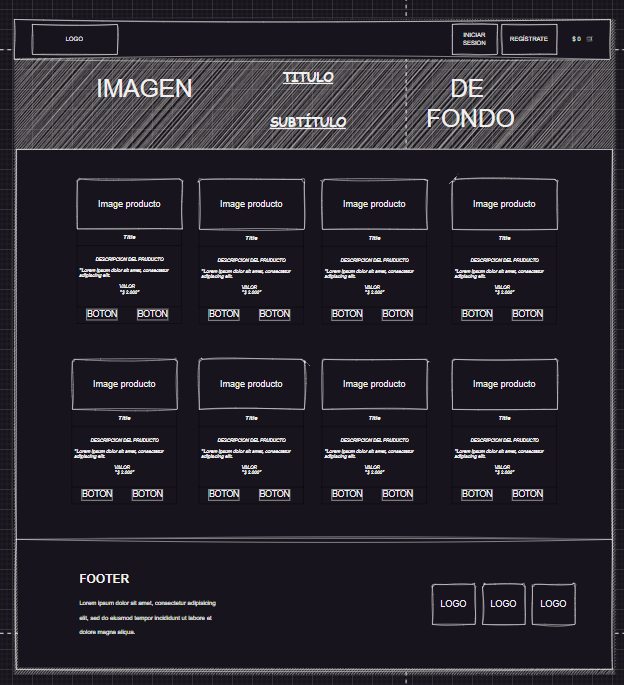 LOGO
INICIAR
SESION
REGÍSTRATE
$ 0
IMAGEN
TITULO
SUBTÍTULO
DE
FONDO
Image producto
Title
DESCRIPCION DEL PRUDUCTO
"Lorem ipsum dolor sit amet, consectetur
adipiscing elit.
VALOR
"$ 2.000"
BOTON BOTON
Image producto
Title
DESCRIPCION DEL PRUDUCTO
"Lorem ipsum dolor sit amet, consectetur
adipiscing elit.
VALOR
"$ 2.000"
BOTON BOTON
Image producto
Title
DESCRIPCION DEL PRUDUCTO
"Lorem ipsum dolor sit amet, consectetur
adipiscing elit.
VALOR
"$ 2.000"
BOTON BOTON
Image producto
Title
DESCRIPCION DEL PRUDUCTO
"Lorem ipsum dolor sit amet, consectetur
adipiscing elit.
VALOR
"$ 2.000"
BOTON BOTON
Image producto
Title
DESCRIPCION DEL PRUDUCTO
"Lorem ipsum dolor sit amet, consectetur
adipiscing elit.
VALOR
"$ 2.000"
BOTON BOTON
Image producto
Title
DESCRIPCION DEL PRUDUCTO
"Lorem ipsum dolor sit amet, consectetur
adipiscing elit.
VALOR
"$ 2.000"
BOTON BOTON
Image producto
Title
DESCRIPCION DEL PRUDUCTO
"Lorem ipsum dolor sit amet, consectetur
adipiscing elit.
VALOR
"$ 2.000"
BOTON BOTON
Image producto
Title
DESCRIPCION DEL PRUDUCTO
"Lorem ipsum dolor sit amet, consectetur
adipiscing elit.
VALOR
"$ 2.000"
BOTON BOTON
FOOTER
Lorem ipsum dolor sit amet, consectetur adipisicing
elit, sed do eiusmod tempor incididunt ut labore et
dolore magna aliqua.
LOGO LOGO LOGO